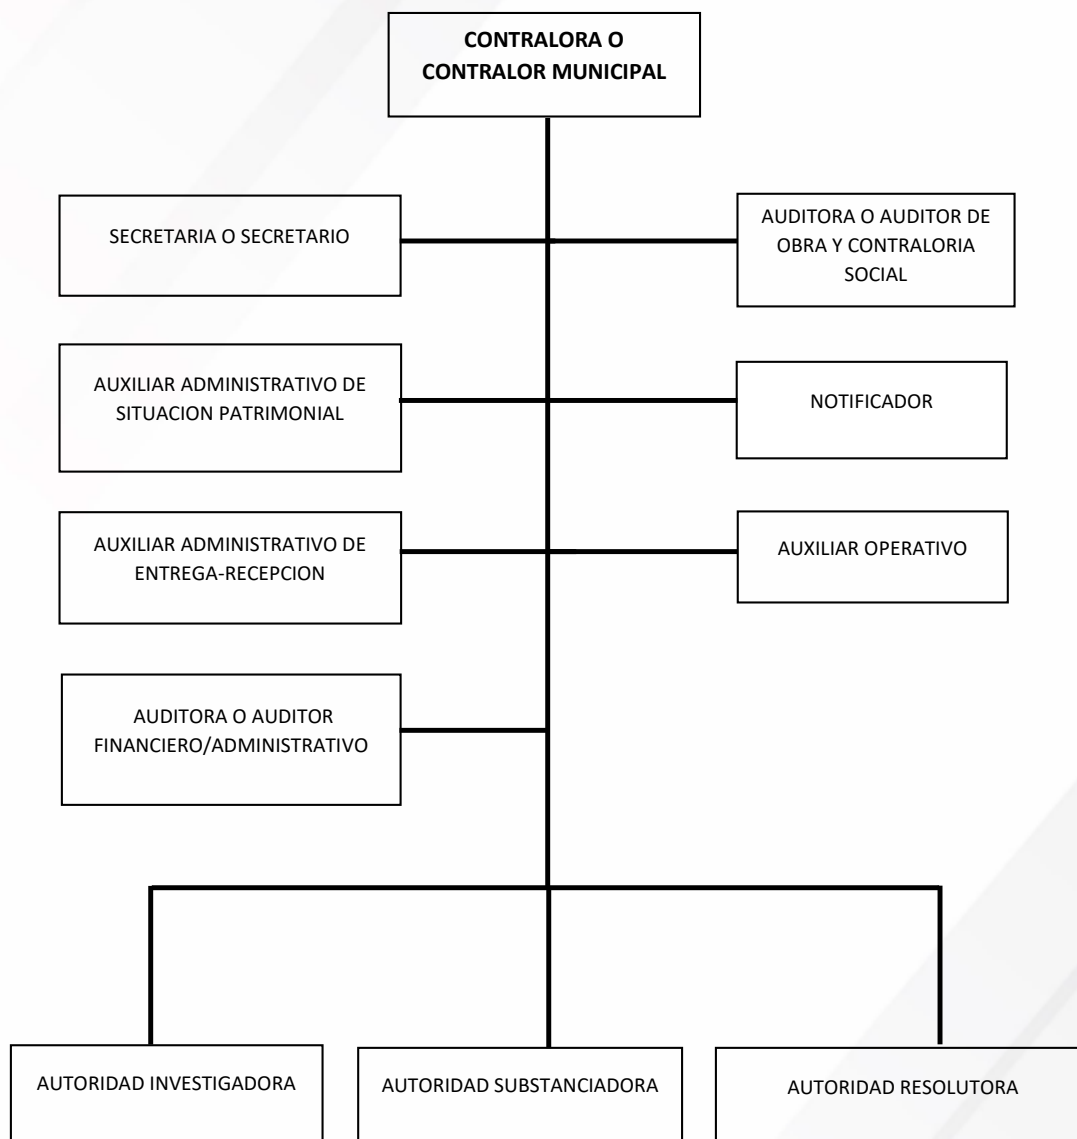 CONTRALORA O
CONTRALOR MUNICIPAL
SECRETARIA O SECRETARIO
AUDITORA O AUDITOR DE
OBRA Y CONTRALORIA
SOCIAL
AUXILIAR ADMINISTRATIVO DE
SITUACION PATRIMONIAL
NOTIFICADOR
AUXILIAR ADMINISTRATIVO DE
ENTREGA-RECEPCION
AUXILIAR OPERATIVO
AUDITORA O AUDITOR
FINANCIERO/ADMINISTRATIVO
AUTORIDAD INVESTIGADORA
AUTORIDAD SUBSTANCIADORA
AUTORIDAD RESOLUTORA